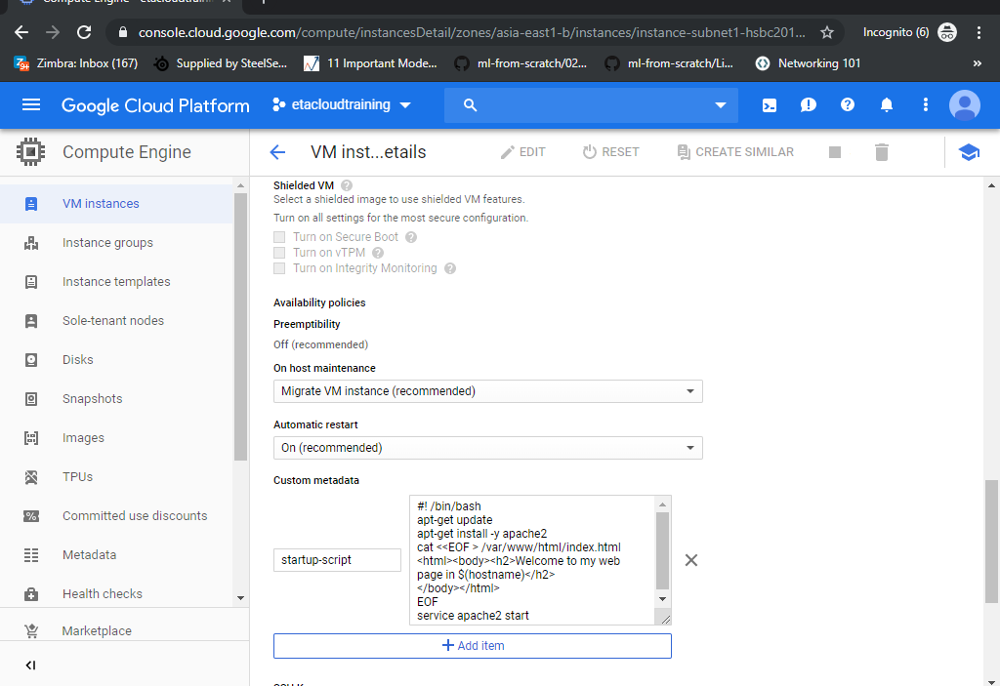 Compute Engine - etacloudtraining
console.cloud.google.com/compute/instancesDetail/zones/asia-east1-b/instances/instance-subnet1-hsbc201...
Incognito (6)
Zimbra: Inbox (167)
Supplied by SteelSe...
11 Important Mode...
ml-from-scratch/02...
ml-from-scratch/Li...
Networking 101
»
Google Cloud Platform
etacloudtraining
Compute Engine
VM inst...etails
EDIT
RESET
CREATE SIMILAR
VM instances
Instance groups
Instance templates
Sole-tenant nodes
Disks
Snapshots
Images
TPUs
Committed use discounts
Metadata
Health checks
Marketplace
Shielded VM
Select a shielded image to use shielded VM features.
Turn on all settings for the most secure configuration.
Turn on Secure Boot
Turn on vTPM
Turn on Integrity Monitoring
Availability policies
Preemptibility
Off (recommended)
On host maintenance
Migrate VM instance (recommended)
Automatic restart
On (recommended)
Custom metadata
startup-script
#! /bin/bash
apt-get update
apt-get install -y apache2
cat <<EOF > /var/www/html/index.html
<html><body><h2>Welcome to my web
page in $(hostname)</h2>
</body></html>
EOF
service apache2 start
+ Add item